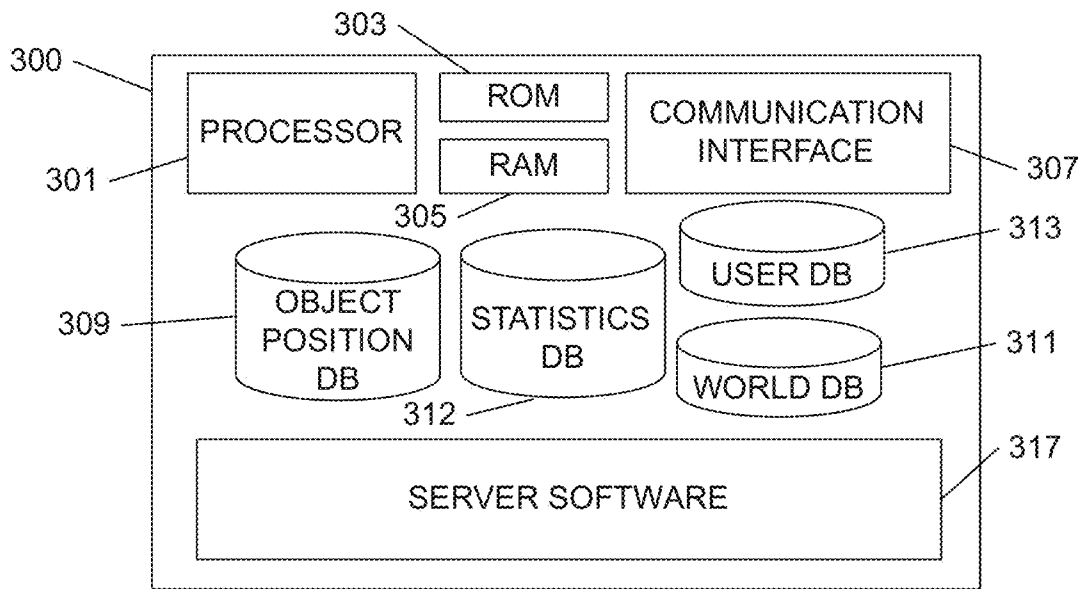 303
300
ROM
PROCESSOR
COMMUNICATION
INTERFACE
RAM
301
307
305
313
USER DB
OBJECT
POSITION
DB
STATISTICS
DB
309
311
WORLD DB
312
317
SERVER SOFTWARE